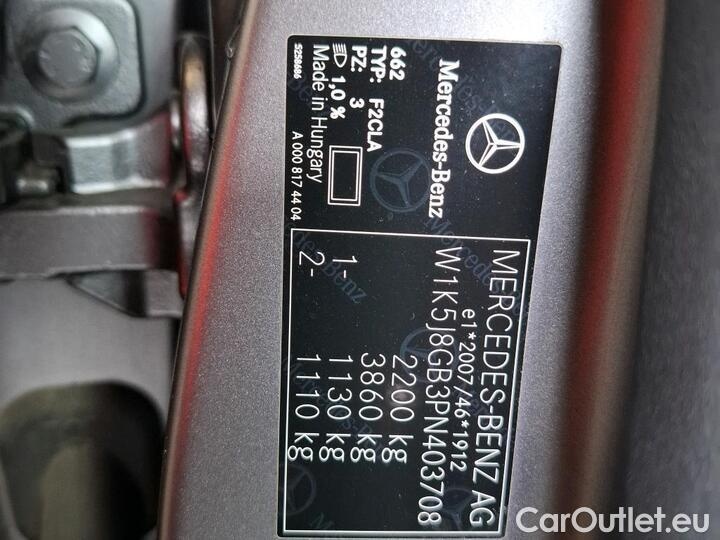 Mercedes-Benz
662
TYP: F2CLA
PZ: 3
1,0 %
Made in Hungary
A 000 817 44 04
S258686
MERCEDES-BENZ AG
e1*2007/46*1912
W1K5J8GB3PN403708
2200 kg
3860 kg
1- 1130 kg
2- 1110 kg
CarOutlet.eu